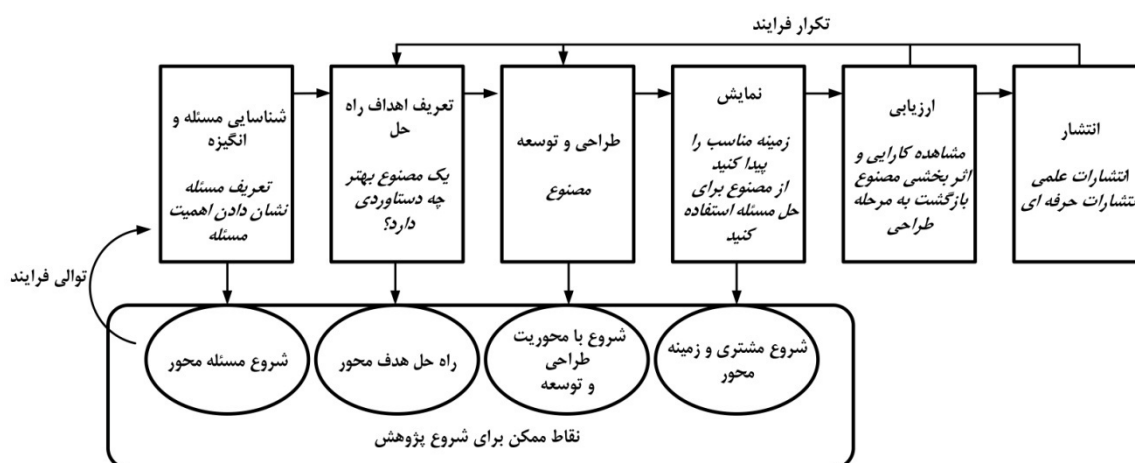 تکرار فرایند
شناسایی مسئله و
انگیزه
تعریف مسئله
نشان دادن اهمیت
مسئله
تعریف اهداف راه
حل
یک مصنوع بهتر
چه دستاوردی
دارد؟
طراحی و توسعه
مصنوع
نمایش
زمینه مناسب را
پیدا کنید
از مصنوع برای
حل مسئله استفاده
کنید
ارزیابی
مشاهده کارایی و
اثر بخشی مصنوع
بازگشت به مرحله
طراحی
انتشار
انتشارات علمی
نتشارات حرفه ای
توالی فرایند
شروع مسئله محور
راه حل هدف محور
شروع با محوریت
طراحی
و توسعه
شروع مشتری و زمینه
محور
نقاط ممکن برای شروع پژوهش